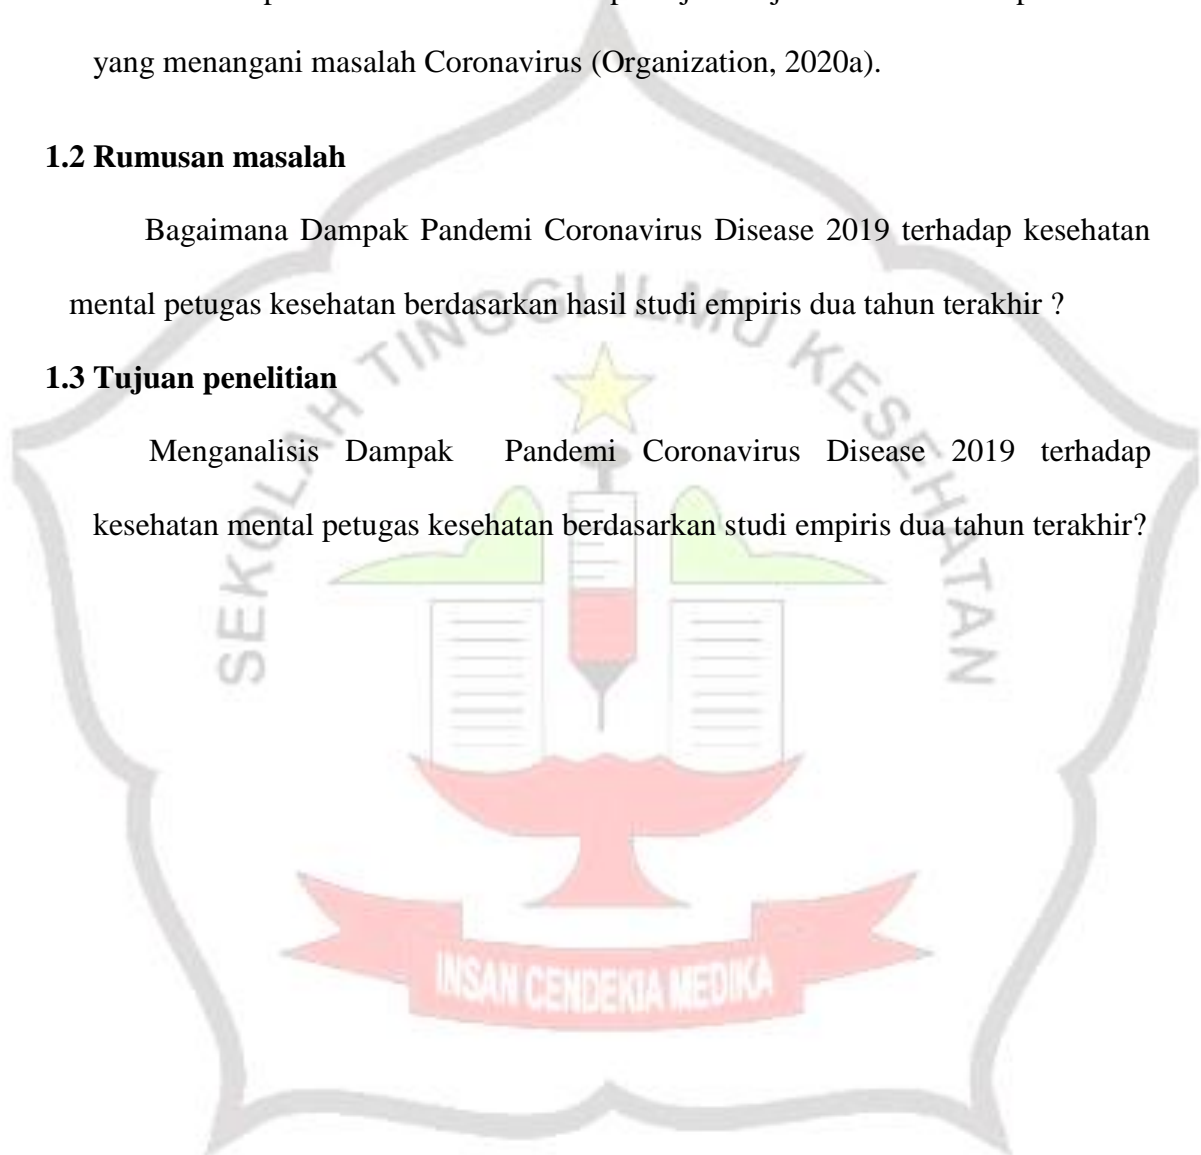 yang menangani masalah Coronavirus (Organization, 2020a).
1.2 Rumusan masalah
Bagaimana Dampak Pandemi Coronavirus Disease 2019 terhadap kesehatan
mental petugas kesehatan berdasarkan hasil studi empiris dua tahun terakhir ?
1.3 Tujuan penelitian
Menganalisis Dampak Pandemi Coronavirus Disease 2019 terhadap
kesehatan mental petugas kesehatan berdasarkan studi empiris dua tahun terakhir?
SEKOLAH TINGGI ILMU KESEHATAN
INSAN CENDEKIA MEDIKA